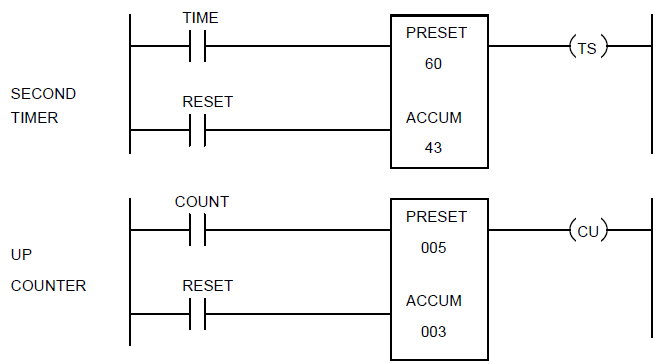 TIME
PRESET
TS
60
SECOND
TIMER
RESET
ACCUM
43
COUNT
PRESET
CU
005
UP
COUNTER
RESET
ACCUM
003